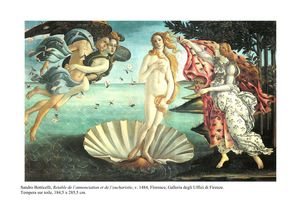 Sandro Botticelli, Retable de l'annonciation et de l'eucharistie, v. 1484, Florence, Galleria degli Uffizi di Firenze.
Tempera sur toile, 184,5 x 285,5 cm.